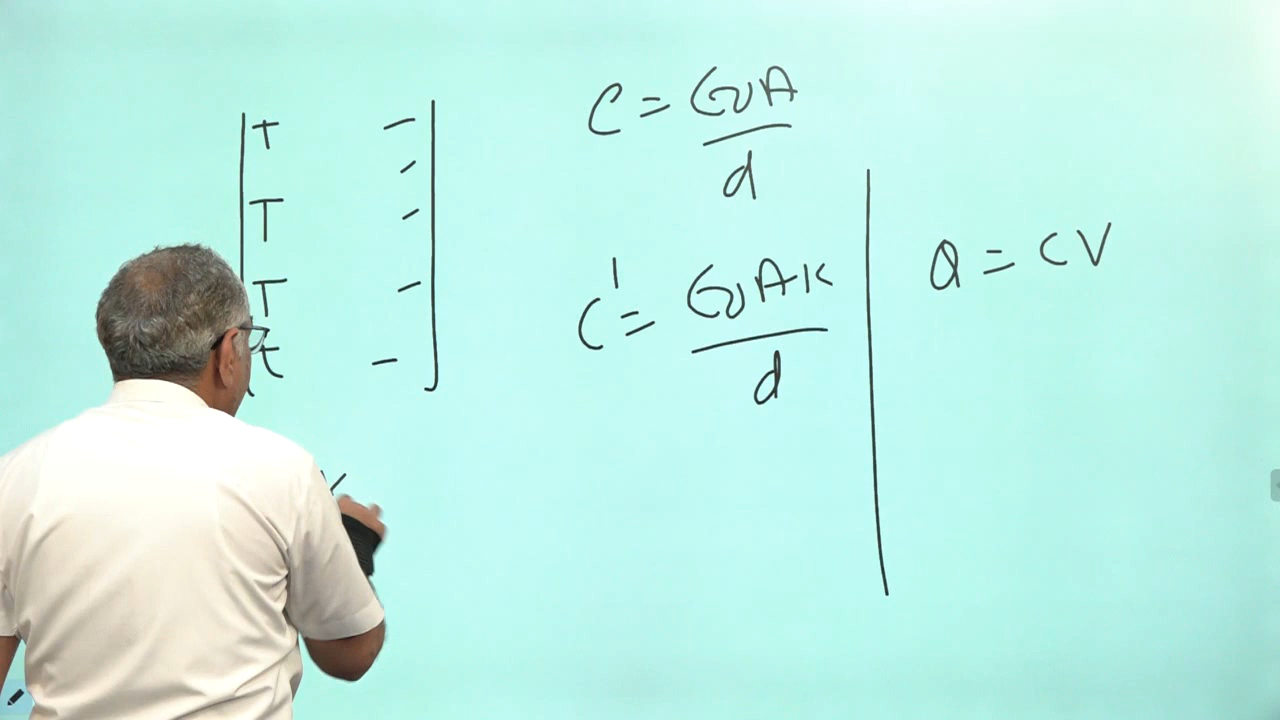 + −
−
+ −
+ −
+ −
K
C = ε₀A
d
C' = ε₀AK
d
Q = CV